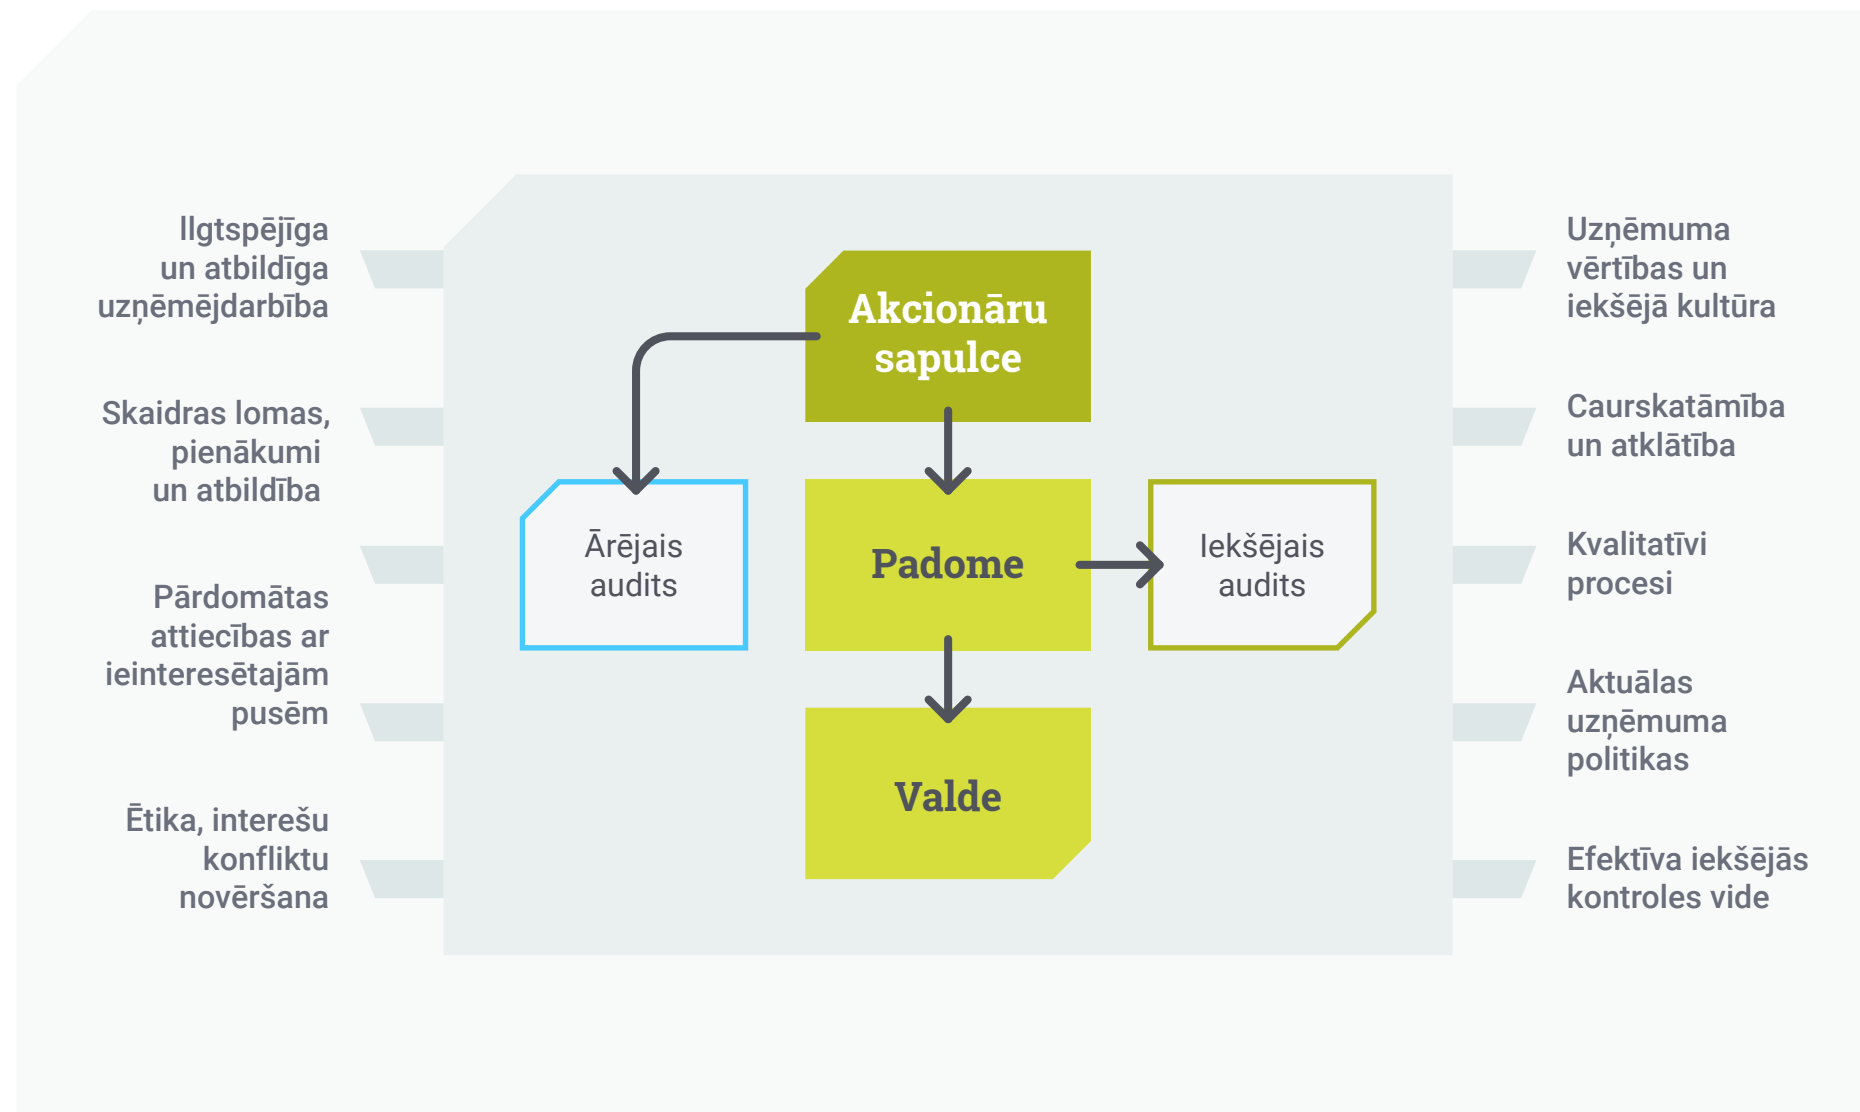 Ilgtspējīga
un atbildīga
uzņēmējdarbība
Skaidras lomas,
pienākumi
un atbildība
Pārdomātas
attiecības ar
ieinteresētajām
pusēm
Ētika, interešu
konfliktu
novēršana
Akcionāru
sapulce
Ārējais
audits
Padome
Iekšējais
audits
Valde
Uzņēmuma
vērtības un
iekšējā kultūra
Caurskatāmība
un atklātība
Kvalitatīvi
procesi
Aktuālas
uzņēmuma
politikas
Efektīva iekšējās
kontroles vide